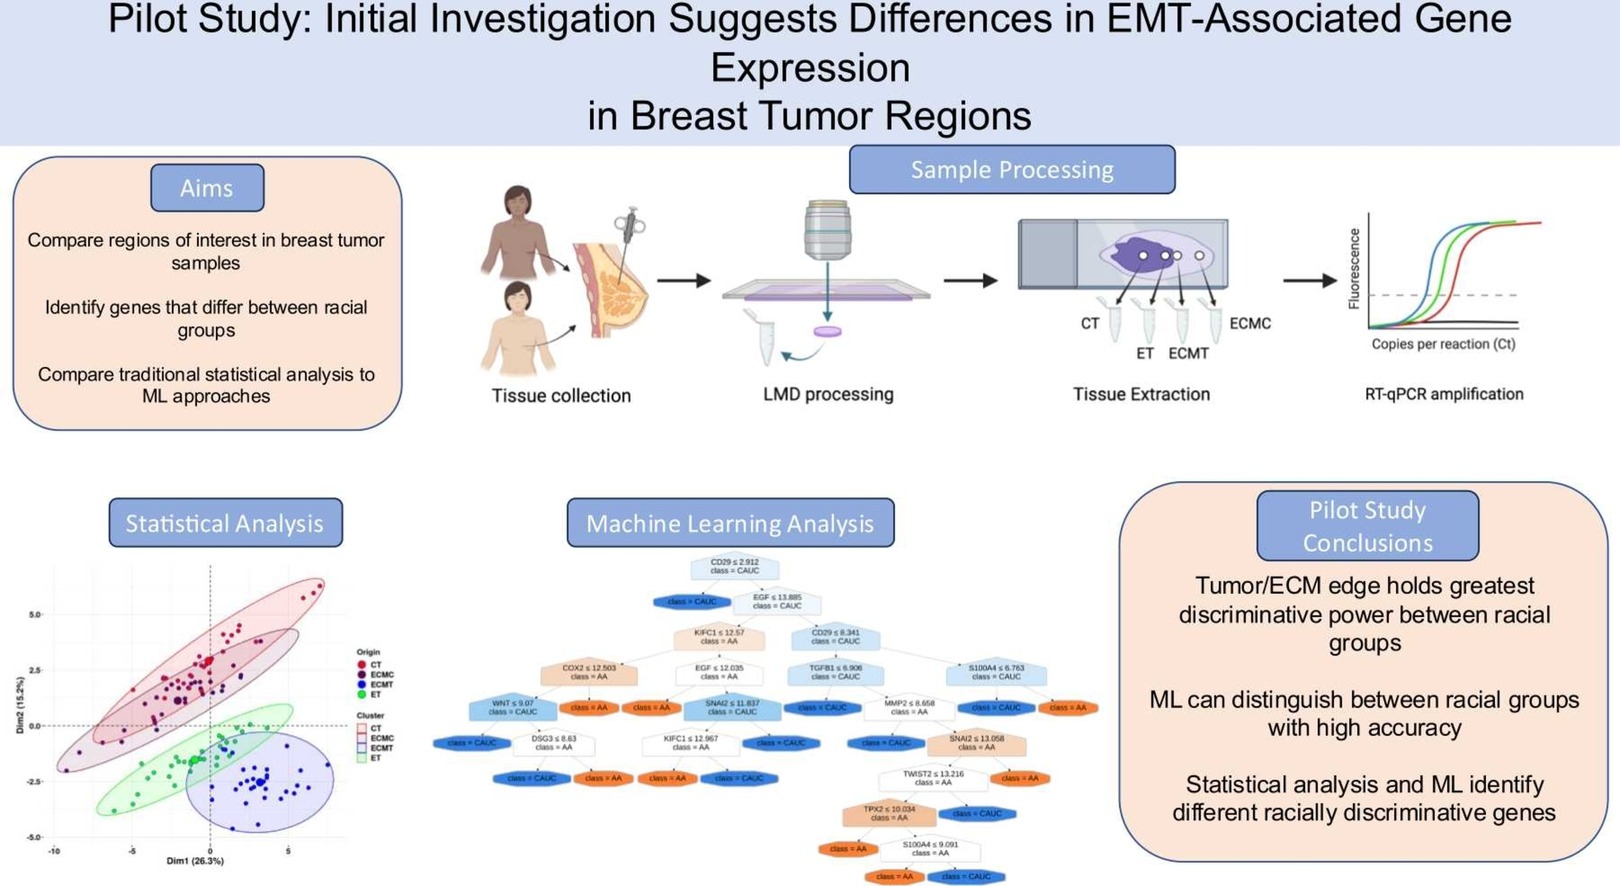 Pilot Study: Initial Investigation Suggests Differences in EMT-Associated Gene
Expression
in Breast Tumor Regions
Aims
Compare regions of interest in breast tumor
samples
Identify genes that differ between racial
groups
Compare traditional statistical analysis to
ML approaches
Sample Processing
Tissue collection
LMD processing
CT
ET
ECMT
ECMC
Tissue Extraction
Fluorescence
Copies per reaction (Ct)
RT-qPCR amplification
Statistical Analysis
Dim2 (15.2%)
5.0
2.5
0.0
-2.5
-5.0
-10
-5
0
5
Dim1 (26.3%)
Origin
CT
ECMC
ECMT
ET
Cluster
CT
ECMC
ECMT
ET
Machine Learning Analysis
CD29 ≤ 2.912
class = CAUC
class = CAUC
EGF ≤ 13.885
class = CAUC
KIFC1 ≤ 12.57
class = AA
CD29 ≤ 8.341
class = CAUC
COX2 ≤ 12.503
class = AA
EGF ≤ 12.035
class = AA
TGFB1 ≤ 6.906
class = CAUC
S100A4 ≤ 6.763
class = CAUC
WNT ≤ 9.07
class = CAUC
class = AA
class = AA
SNAI2 ≤ 11.837
class = CAUC
class = CAUC
MMP2 ≤ 8.658
class = AA
class = CAUC
class = AA
class = CAUC
DSG3 ≤ 8.63
class = AA
KIFC1 ≤ 12.967
class = AA
class = CAUC
class = CAUC
SNAI2 ≤ 13.058
class = AA
class = CAUC
class = AA
class = AA
class = CAUC
TWIST2 ≤ 13.216
class = AA
class = AA
TPX2 ≤ 10.034
class = AA
class = CAUC
class = AA
S100A4 ≤ 9.091
class = AA
class = AA
class = CAUC
Pilot Study
Conclusions
Tumor/ECM edge holds greatest
discriminative power between racial
groups
ML can distinguish between racial groups
with high accuracy
Statistical analysis and ML identify
different racially discriminative genes